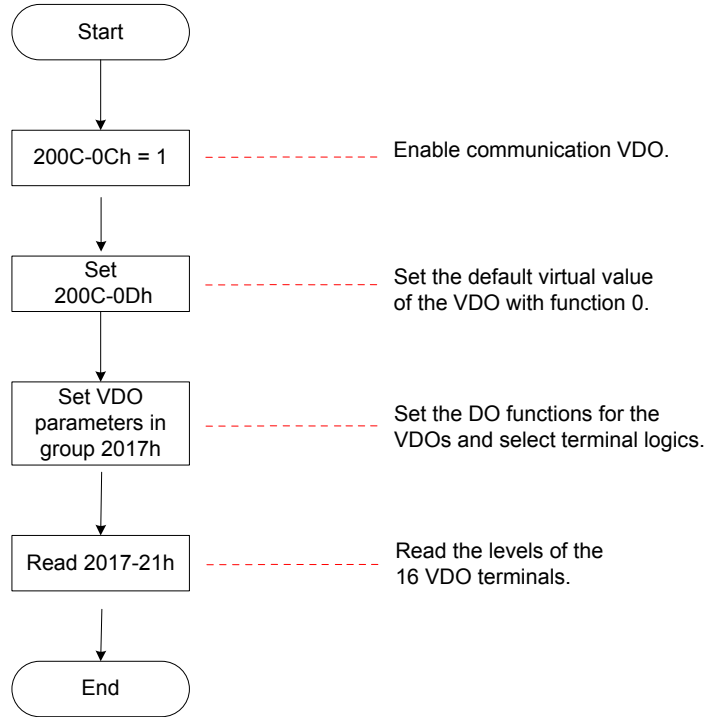 Start
200C-0Ch = 1
Enable communication VDO.
Set
200C-0Dh
Set the default virtual value
of the VDO with function 0.
Set VDO
parameters in
group 2017h
Set the DO functions for the
VDOs and select terminal logics.
Read 2017-21h
Read the levels of the
16 VDO terminals.
End